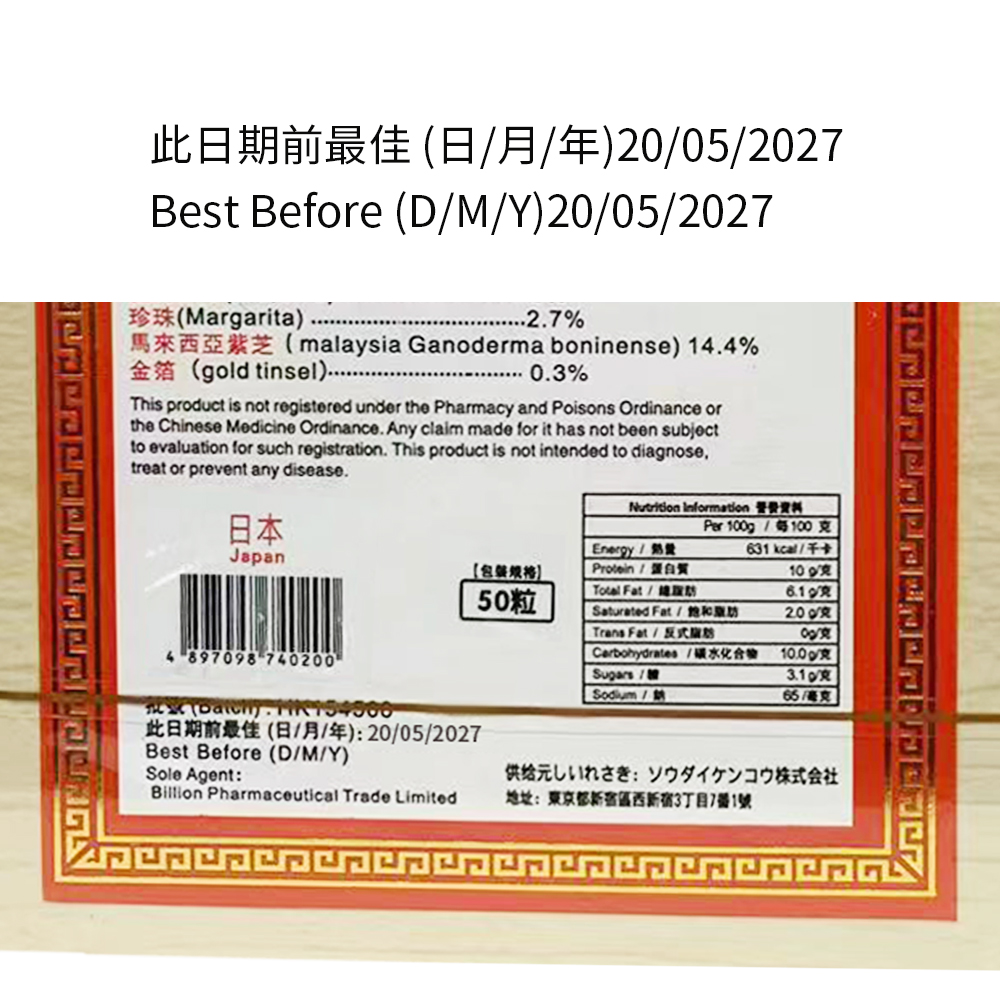 此日期前最佳 (日/月/年)20/05/2027
Best Before (D/M/Y)20/05/2027
珍珠(Margarita) ..................................2.7%
馬來西亞紫芝 ( malaysia Ganoderma boninense) 14.4%
金箔 (gold tinsel)................................. 0.3%
This product is not registered under the Pharmacy and Poisons Ordinance or
the Chinese Medicine Ordinance. Any claim made for it has not been subject
to evaluation for such registration. This product is not intended to diagnose,
treat or prevent any disease.
日本
Japan
4 897098 740200
【包裝規格】
50粒
Nutrition Information 營養資料
Per 100g / 每100 克
Energy / 熱量 631 kcal/千卡
Protein / 蛋白質 10 g/克
Total Fat / 總脂肪 6.1 g/克
Saturated Fat / 飽和脂肪 2.0 g/克
Trans Fat / 反式脂肪 0g/克
Carbohydrates /碳水化合物 10.0g/克
Sugars /糖 3.1 g/克
Sodium / 鈉 65 /毫克
批號 (Batch) :
此日期前最佳 (日/月/年): 20/05/2027
Best Before (D/M/Y)
Sole Agent:
Billion Pharmaceutical Trade Limited
供给元しいれさき: ソウダイケンコウ株式会社
地址: 東京都新宿區西新宿3丁目7番1號